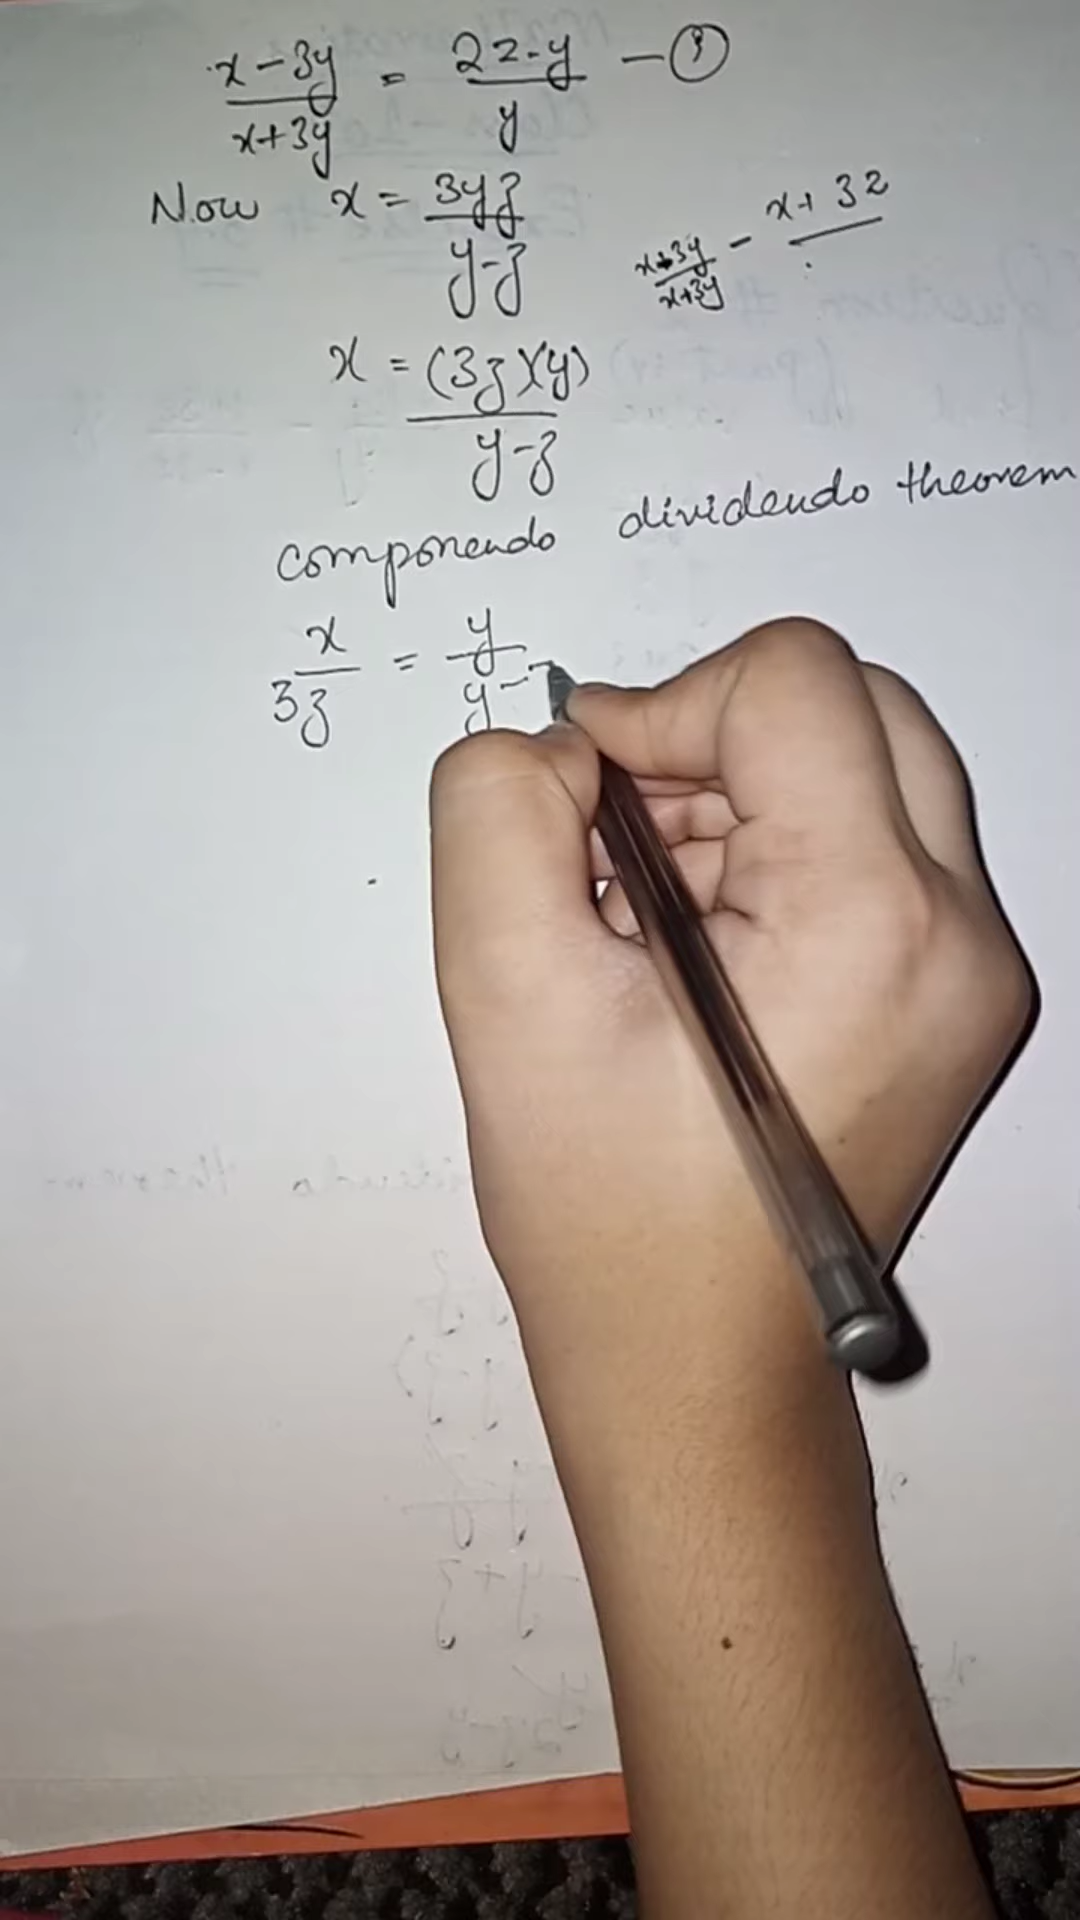 x-3y/x+3y = 2z-y/y - (i)
Now x = 3yz/y-z
x+3y/x+3y - x+3z
x = (3z)(y)/y-z
componendo dividendo theorem
x/3z = y/y-